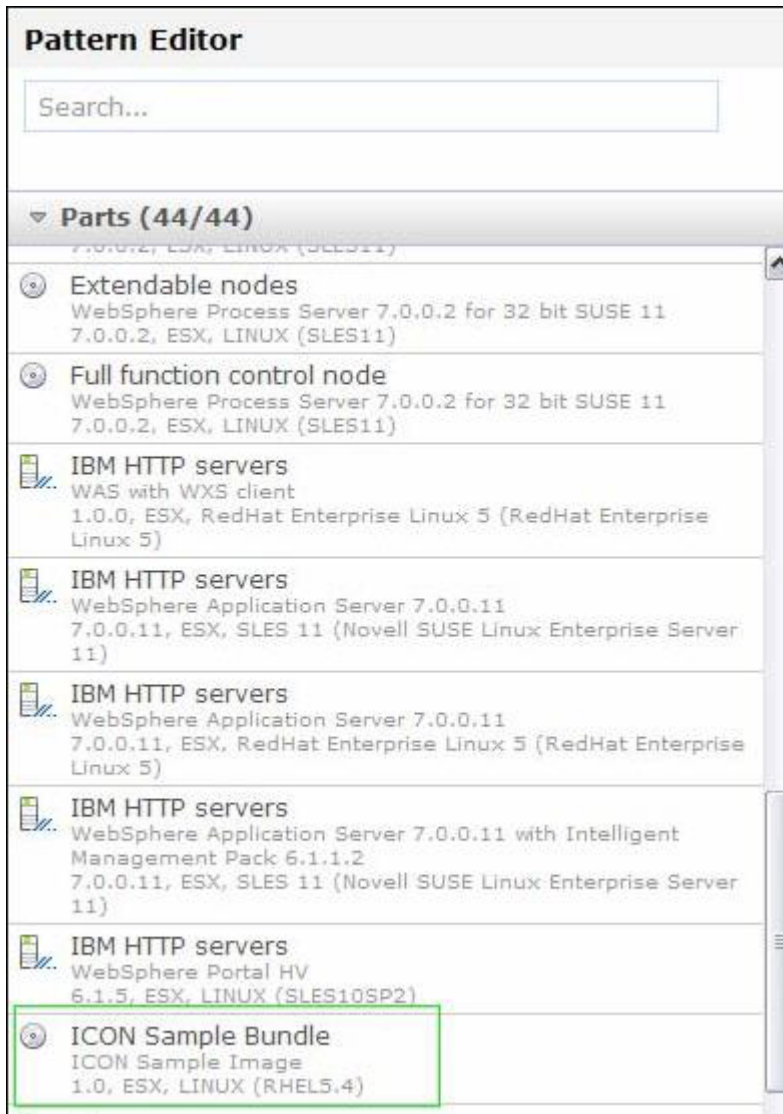 Pattern Editor
Search...
Parts (44/44)
7.0.0.2, ESX, LINUX (SLES11)
Extendable nodes
WebSphere Process Server 7.0.0.2 for 32 bit SUSE 11
7.0.0.2, ESX, LINUX (SLES11)
Full function control node
WebSphere Process Server 7.0.0.2 for 32 bit SUSE 11
7.0.0.2, ESX, LINUX (SLES11)
IBM HTTP servers
WAS with WXS client
1.0.0, ESX, RedHat Enterprise Linux 5 (RedHat Enterprise
Linux 5)
IBM HTTP servers
WebSphere Application Server 7.0.0.11
7.0.0.11, ESX, SLES 11 (Novell SUSE Linux Enterprise Server
11)
IBM HTTP servers
WebSphere Application Server 7.0.0.11
7.0.0.11, ESX, RedHat Enterprise Linux 5 (RedHat Enterprise
Linux 5)
IBM HTTP servers
WebSphere Application Server 7.0.0.11 with Intelligent
Management Pack 6.1.1.2
7.0.0.11, ESX, SLES 11 (Novell SUSE Linux Enterprise Server
11)
IBM HTTP servers
WebSphere Portal HV
6.1.5, ESX, LINUX (SLES10SP2)
ICON Sample Bundle
ICON Sample Image
1.0, ESX, LINUX (RHEL5.4)